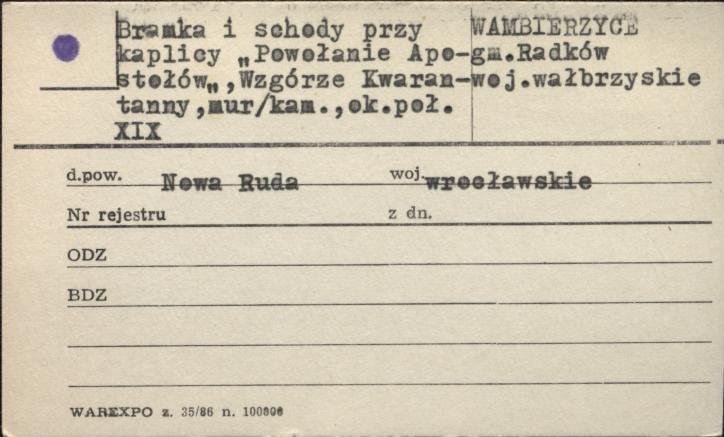 Bramka i schody przy
kaplicy „Powołanie Apo-
stołów„,Wzgórze Kwaran-
tanny,mur/kam.,ok.poł.
XIX
WAMBIERZYCE
gm.Radków
woj.wałbrzyskie
d.pow. Nowa Ruda woj. wrocławskie
Nr rejestru z dn.
ODZ
BDZ
WAREXPO z. 35/86 n. 100000